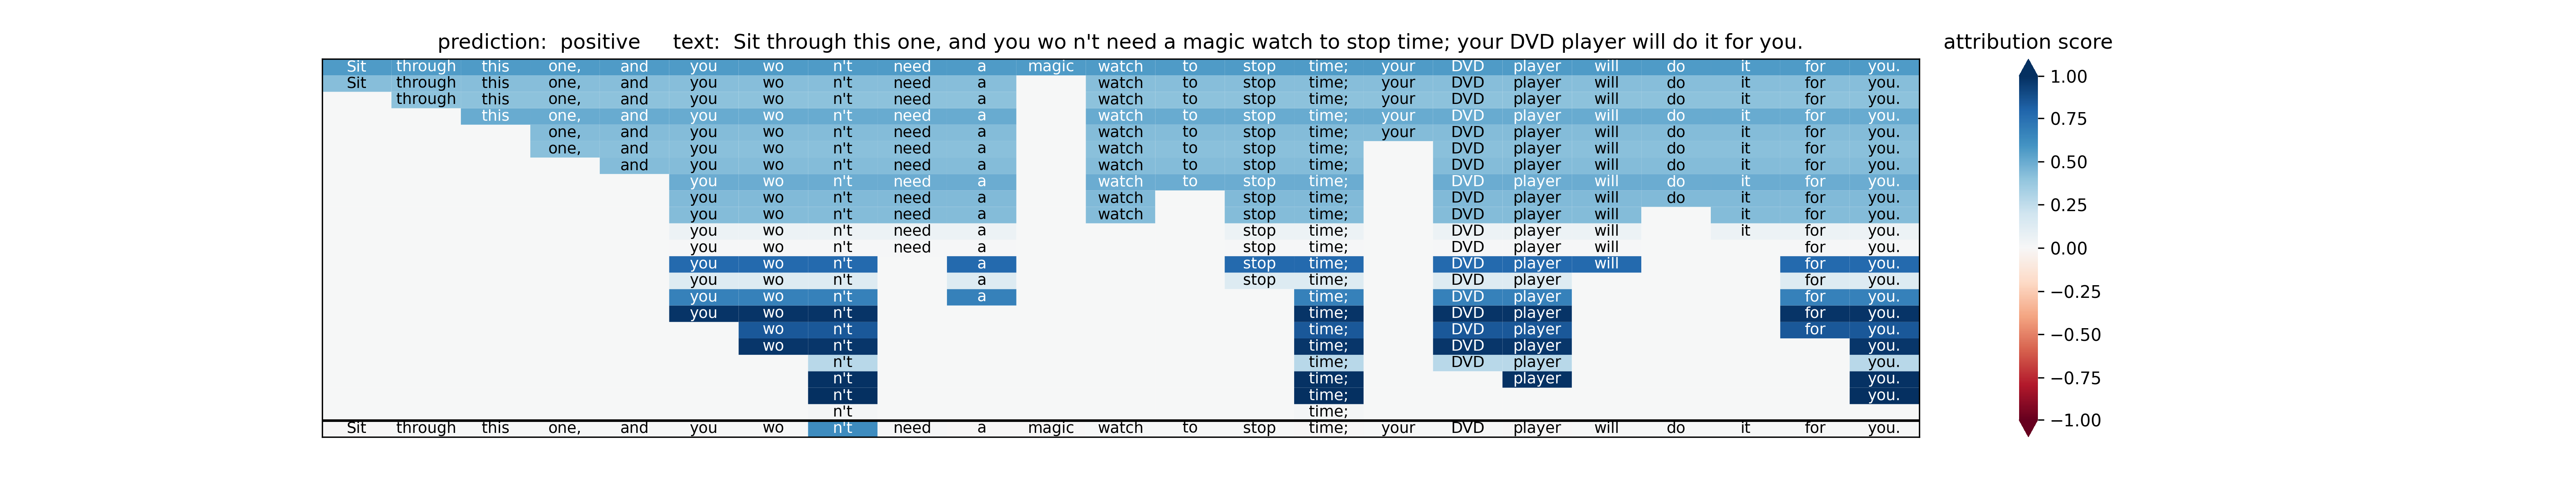 prediction: positive text: Sit through this one, and you wo n't need a magic watch to stop time; your DVD player will do it for you.
attribution score
Sit through this one, and you wo n't need a magic watch to stop time; your DVD player will do it for you.
Sit through this one, and you wo n't need a watch to stop time; your DVD player will do it for you.
through this one, and you wo n't need a watch to stop time; your DVD player will do it for you.
this one, and you wo n't need a watch to stop time; your DVD player will do it for you.
one, and you wo n't need a watch to stop time; your DVD player will do it for you.
one, and you wo n't need a watch to stop time; DVD player will do it for you.
and you wo n't need a watch to stop time; DVD player will do it for you.
you wo n't need a watch to stop time; DVD player will do it for you.
you wo n't need a watch stop time; DVD player will do it for you.
you wo n't need a watch stop time; DVD player will it for you.
you wo n't need a stop time; DVD player will it for you.
you wo n't need a stop time; DVD player will for you.
you wo n't a stop time; DVD player will for you.
you wo n't a stop time; DVD player for you.
you wo n't a time; DVD player for you.
you wo n't time; DVD player for you.
wo n't time; DVD player for you.
wo n't time; DVD player you.
n't time; DVD player you.
n't time; player you.
n't time; you.
n't time;
Sit through this one, and you wo n't need a magic watch to stop time; your DVD player will do it for you.
1.00
0.75
0.50
0.25
0.00
−0.25
−0.50
−0.75
−1.00